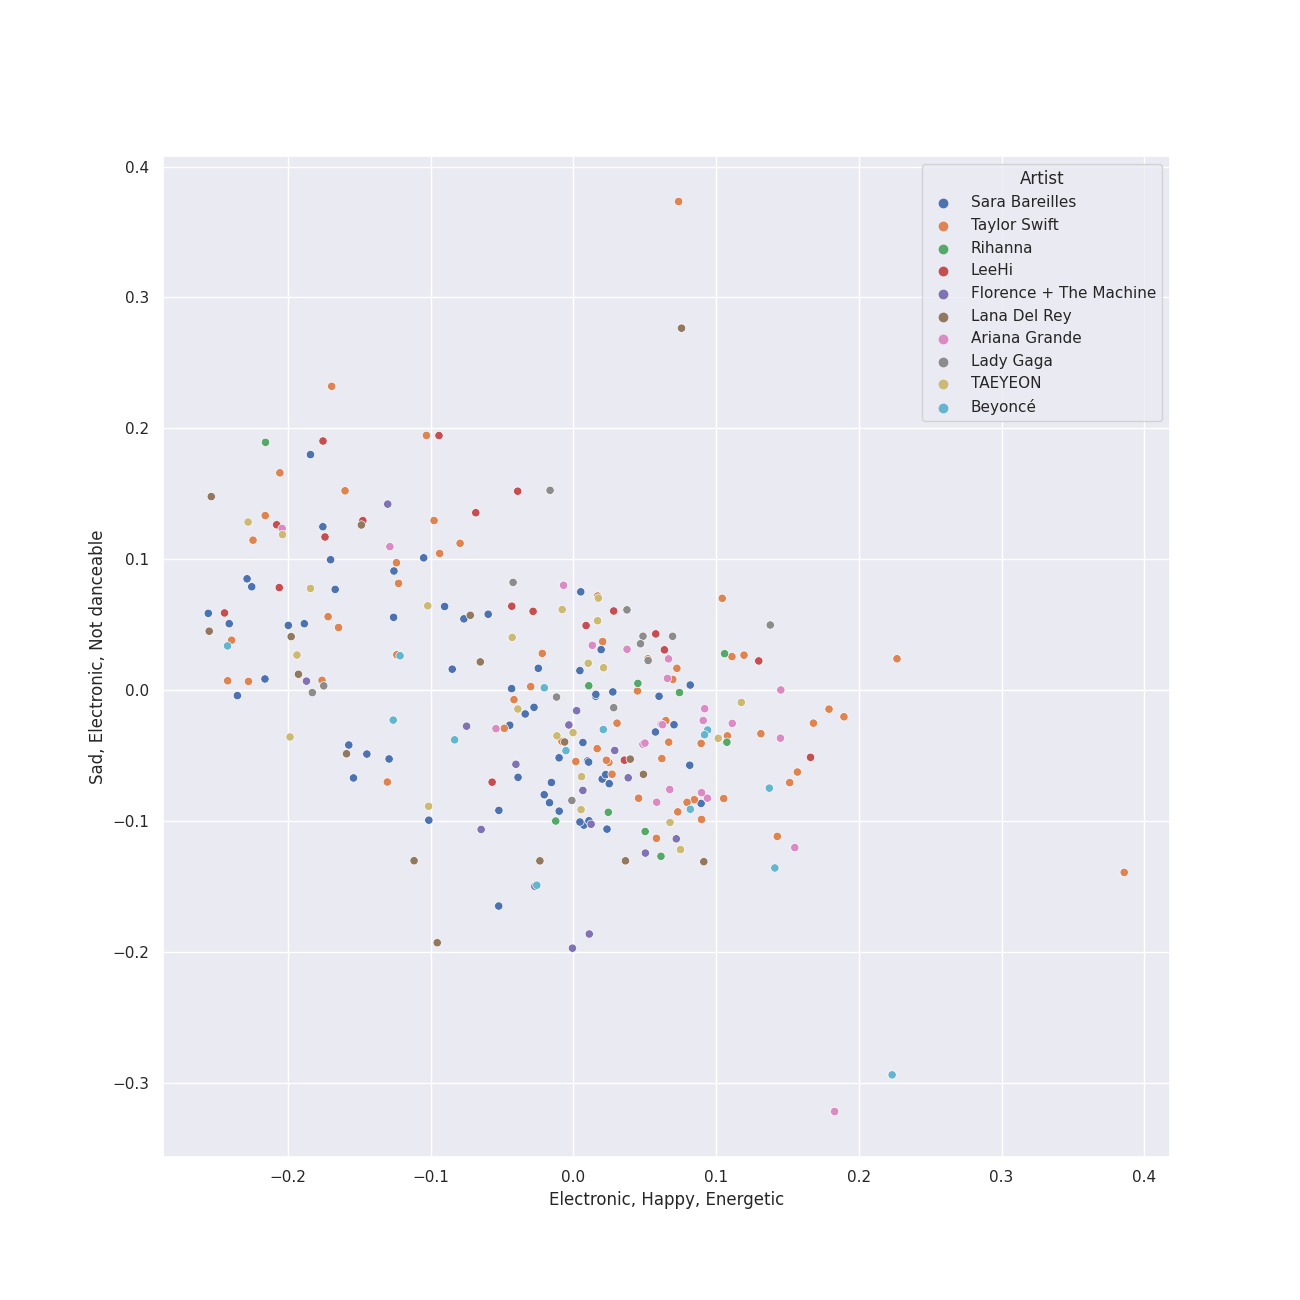 Artist
Sara Bareilles
Taylor Swift
Rihanna
LeeHi
Florence + The Machine
Lana Del Rey
Ariana Grande
Lady Gaga
TAEYEON
Beyoncé
0.4
0.3
0.2
0.1
0.0
−0.1
−0.2
−0.3
Sad, Electronic, Not danceable
−0.2 −0.1 0.0 0.1 0.2 0.3 0.4
Electronic, Happy, Energetic